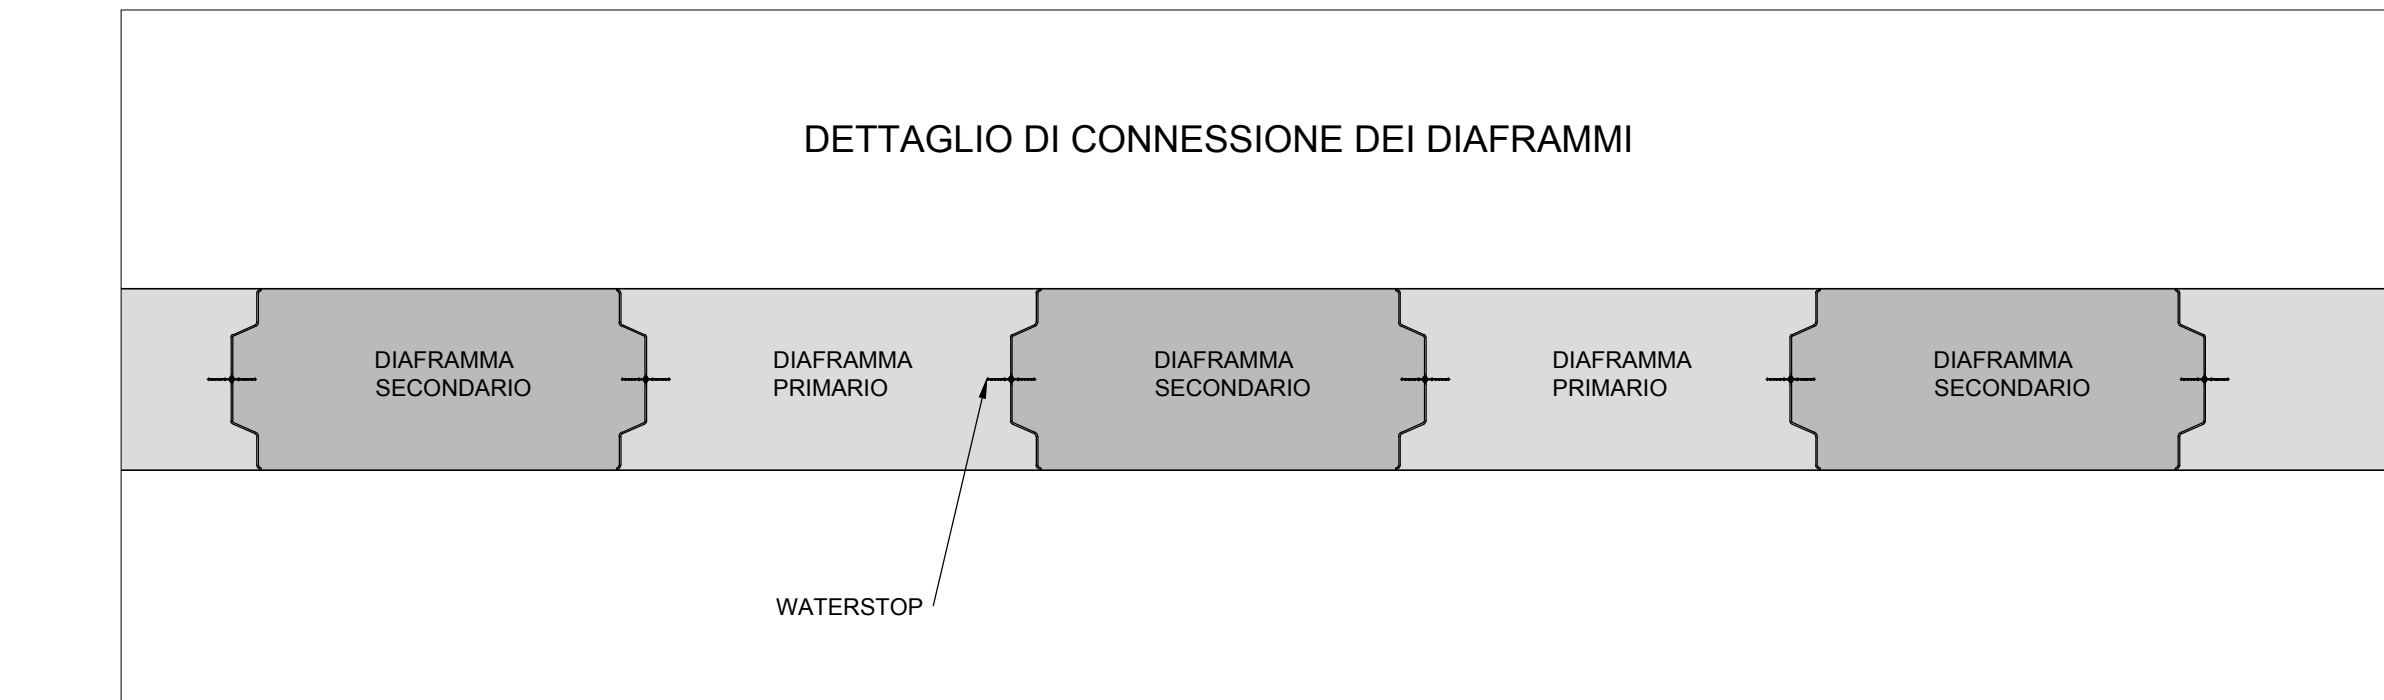 DETTAGLIO DI CONNESSIONE DEI DIAFRAMMI
DIAFRAMMA
SECONDARIO
DIAFRAMMA
PRIMARIO
DIAFRAMMA
SECONDARIO
DIAFRAMMA
PRIMARIO
DIAFRAMMA
SECONDARIO
WATERSTOP